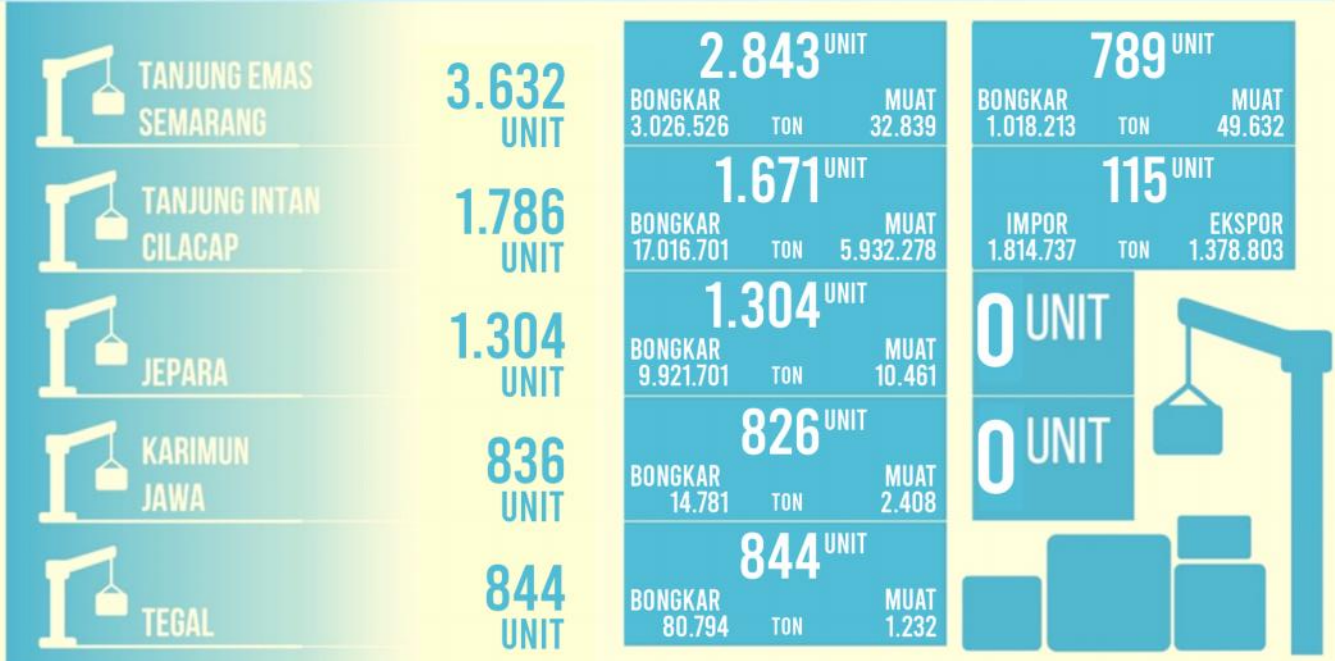 TANJUNG EMAS
SEMARANG
3.632
UNIT
2.843 UNIT
BONGKAR MUAT
3.026.526 TON 32.839
789 UNIT
BONGKAR MUAT
1.018.213 TON 49.632
TANJUNG INTAN
CILACAP
1.786
UNIT
1.671 UNIT
BONGKAR MUAT
17.016.701 TON 5.932.278
115 UNIT
IMPOR EKSPOR
1.814.737 TON 1.378.803
JEPARA
1.304
UNIT
1.304 UNIT
BONGKAR MUAT
9.921.701 TON 10.461
0 UNIT
KARIMUN
JAWA
836
UNIT
826 UNIT
BONGKAR MUAT
14.781 TON 2.408
0 UNIT
TEGAL
844
UNIT
844 UNIT
BONGKAR MUAT
80.794 TON 1.232